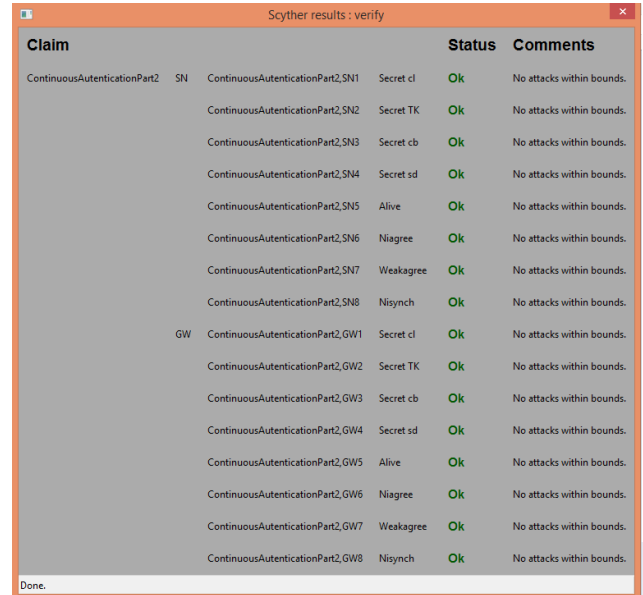 Scyther results : verify
Claim Status Comments
ContinuousAutenticationPart2 SN ContinuousAutenticationPart2,SN1 Secret cl Ok No attacks within bounds.
ContinuousAutenticationPart2,SN2 Secret TK Ok No attacks within bounds.
ContinuousAutenticationPart2,SN3 Secret cb Ok No attacks within bounds.
ContinuousAutenticationPart2,SN4 Secret sd Ok No attacks within bounds.
ContinuousAutenticationPart2,SN5 Alive Ok No attacks within bounds.
ContinuousAutenticationPart2,SN6 Niagree Ok No attacks within bounds.
ContinuousAutenticationPart2,SN7 Weakagree Ok No attacks within bounds.
ContinuousAutenticationPart2,SN8 Nisynch Ok No attacks within bounds.
GW ContinuousAutenticationPart2,GW1 Secret cl Ok No attacks within bounds.
ContinuousAutenticationPart2,GW2 Secret TK Ok No attacks within bounds.
ContinuousAutenticationPart2,GW3 Secret cb Ok No attacks within bounds.
ContinuousAutenticationPart2,GW4 Secret sd Ok No attacks within bounds.
ContinuousAutenticationPart2,GW5 Alive Ok No attacks within bounds.
ContinuousAutenticationPart2,GW6 Niagree Ok No attacks within bounds.
ContinuousAutenticationPart2,GW7 Weakagree Ok No attacks within bounds.
ContinuousAutenticationPart2,GW8 Nisynch Ok No attacks within bounds.
Done.